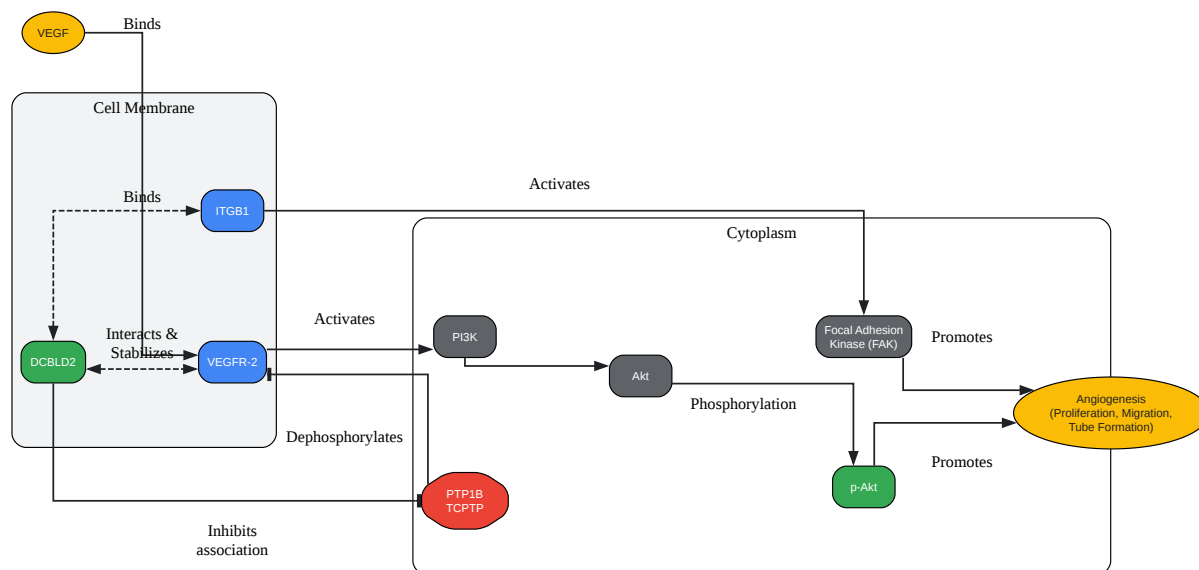 VEGF
Binds
Cell Membrane
Binds
ITGB1
Activates
Cytoplasm
Interacts &
Stabilizes
DCBLD2
VEGFR-2
Activates
PI3K
Akt
Focal Adhesion
Kinase (FAK)
Promotes
Phosphorylation
Angiogenesis
(Proliferation, Migration,
Tube Formation)
Dephosphorylates
Promotes
p-Akt
PTP1B
TCPTP
Inhibits
association